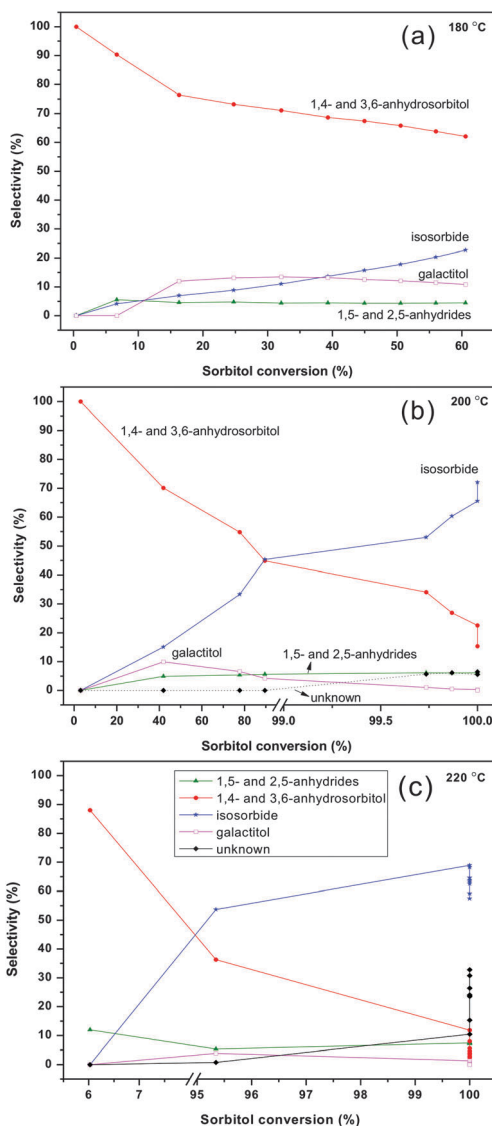 (a) 180 °C
100
90
80
70
60
50
40
30
20
10
0
Selectivity (%)
1,4- and 3,6-anhydrosorbitol
isosorbide
galactitol
1,5- and 2,5-anhydrides
0 10 20 30 40 50 60
Sorbitol conversion (%)
(b) 200 °C
100
90
80
70
60
50
40
30
20
10
0
Selectivity (%)
1,4- and 3,6-anhydrosorbitol
isosorbide
galactitol
1,5- and 2,5-anhydrides
unknown
0 20 40 60 80 99.0 99.5 100.0
Sorbitol conversion (%)
(c) 220 °C
100
90
80
70
60
50
40
30
20
10
0
Selectivity (%)
1,5- and 2,5-anhydrides
1,4- and 3,6-anhydrosorbitol
isosorbide
galactitol
unknown
6 7 95 96 97 98 99 100
Sorbitol conversion (%)